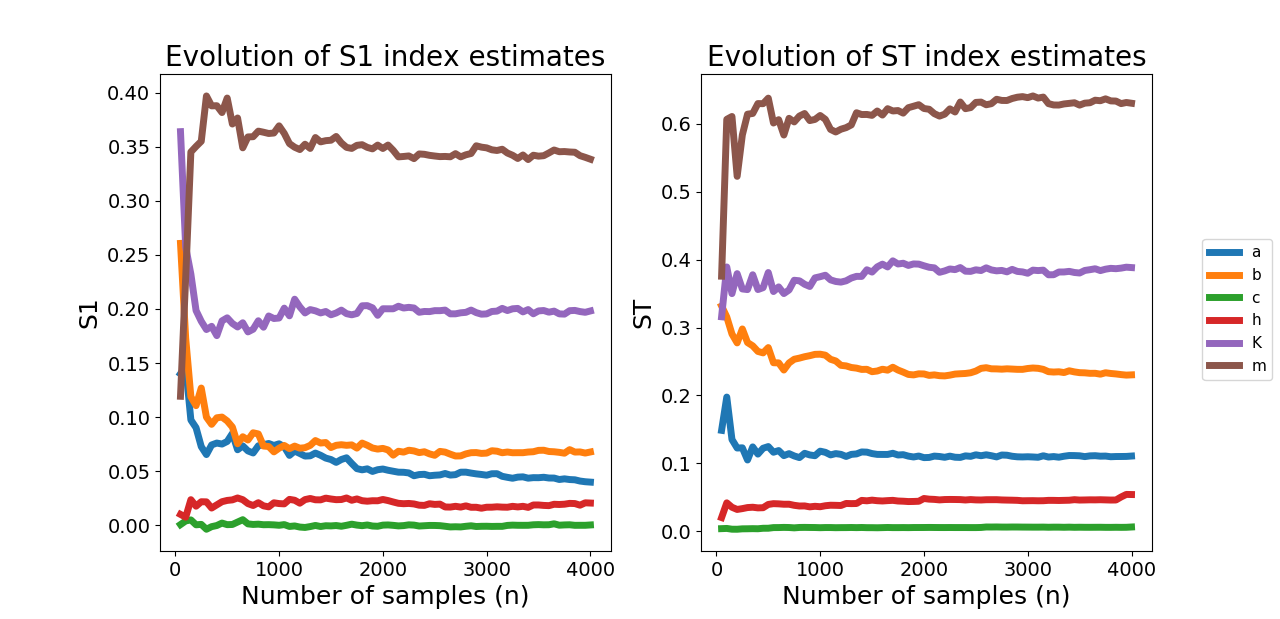 Evolution of S1 index estimates
0.40
0.35
0.30
0.25
0.20
0.15
0.10
0.05
0.00
S1
0 1000 2000 3000 4000
Number of samples (n)
Evolution of ST index estimates
0.6
0.5
0.4
0.3
0.2
0.1
0.0
ST
0 1000 2000 3000 4000
Number of samples (n)
a
b
c
h
K
m